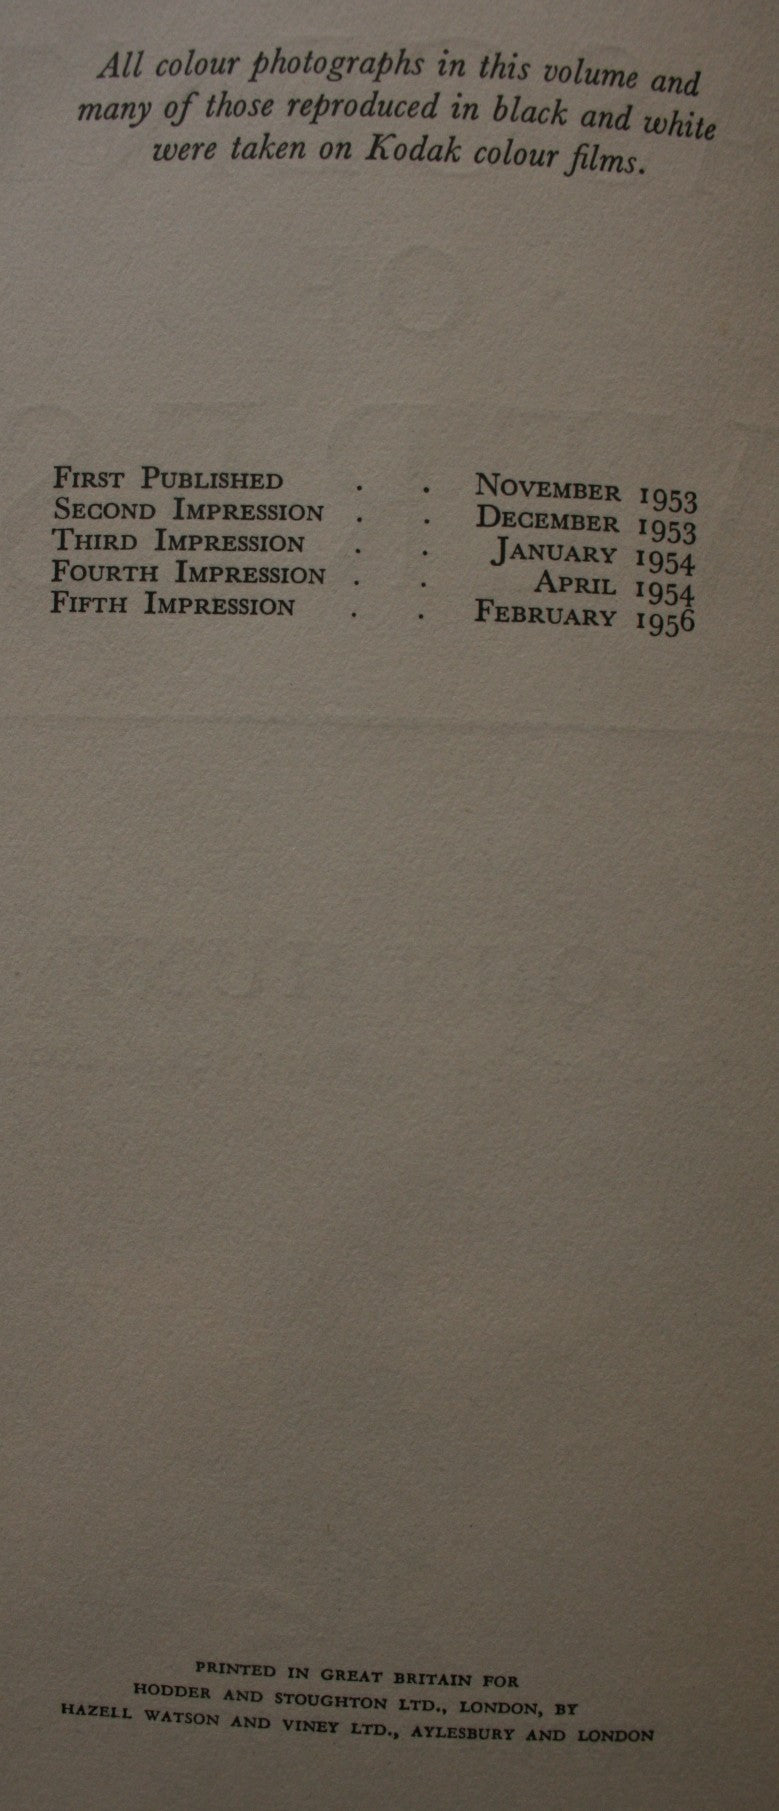 All colour photographs in this volume and
many of those reproduced in black and white
were taken on Kodak colour films.
First Published . . November 1953
Second Impression . . December 1953
Third Impression . . January 1954
Fourth Impression . . April 1954
Fifth Impression . . February 1956
PRINTED IN GREAT BRITAIN FOR
HODDER AND STOUGHTON LTD., LONDON, BY
HAZELL WATSON AND VINEY LTD., AYLESBURY AND LONDON